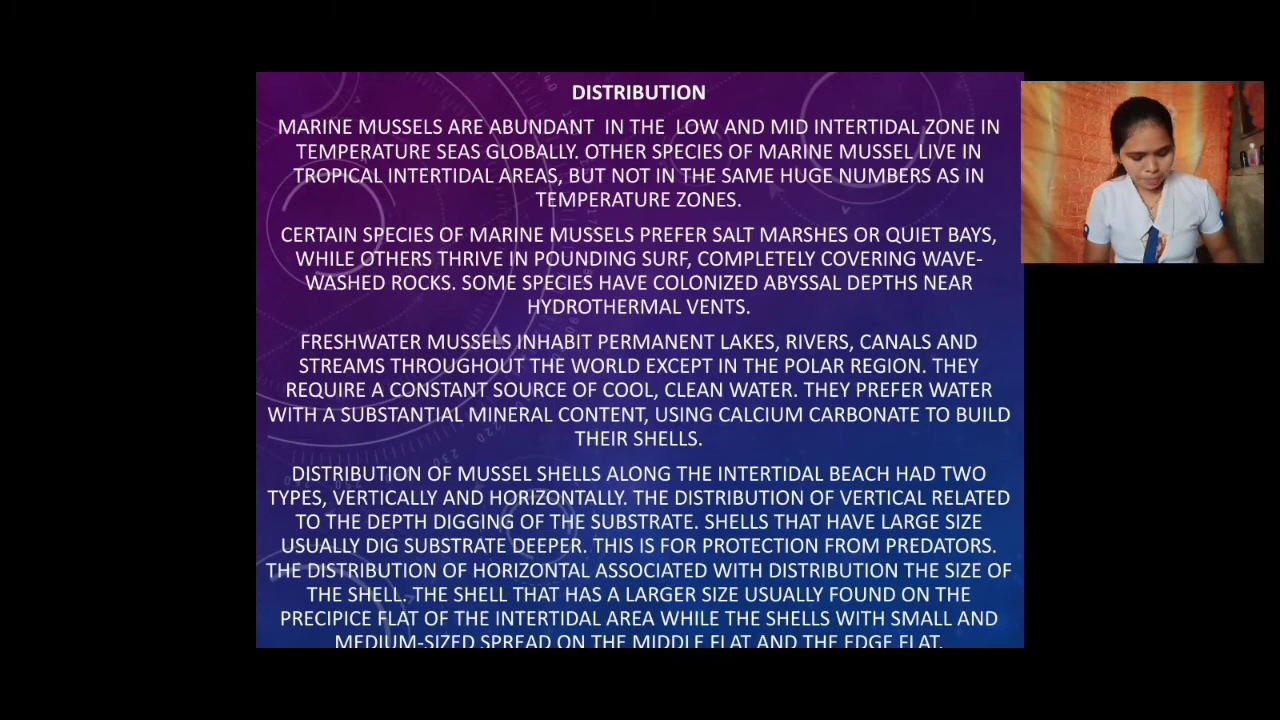 DISTRIBUTION
MARINE MUSSELS ARE ABUNDANT IN THE LOW AND MID INTERTIDAL ZONE IN
TEMPERATURE SEAS GLOBALLY. OTHER SPECIES OF MARINE MUSSEL LIVE IN
TROPICAL INTERTIDAL AREAS, BUT NOT IN THE SAME HUGE NUMBERS AS IN
TEMPERATURE ZONES.
CERTAIN SPECIES OF MARINE MUSSELS PREFER SALT MARSHES OR QUIET BAYS,
WHILE OTHERS THRIVE IN POUNDING SURF, COMPLETELY COVERING WAVE-
WASHED ROCKS. SOME SPECIES HAVE COLONIZED ABYSSAL DEPTHS NEAR
HYDROTHERMAL VENTS.
FRESHWATER MUSSELS INHABIT PERMANENT LAKES, RIVERS, CANALS AND
STREAMS THROUGHOUT THE WORLD EXCEPT IN THE POLAR REGION. THEY
REQUIRE A CONSTANT SOURCE OF COOL, CLEAN WATER. THEY PREFER WATER
WITH A SUBSTANTIAL MINERAL CONTENT, USING CALCIUM CARBONATE TO BUILD
THEIR SHELLS.
DISTRIBUTION OF MUSSEL SHELLS ALONG THE INTERTIDAL BEACH HAD TWO
TYPES, VERTICALLY AND HORIZONTALLY. THE DISTRIBUTION OF VERTICAL RELATED
TO THE DEPTH DIGGING OF THE SUBSTRATE. SHELLS THAT HAVE LARGE SIZE
USUALLY DIG SUBSTRATE DEEPER. THIS IS FOR PROTECTION FROM PREDATORS.
THE DISTRIBUTION OF HORIZONTAL ASSOCIATED WITH DISTRIBUTION THE SIZE OF
THE SHELL. THE SHELL THAT HAS A LARGER SIZE USUALLY FOUND ON THE
PRECIPICE FLAT OF THE INTERTIDAL AREA WHILE THE SHELLS WITH SMALL AND
MEDIUM-SIZED SPREAD ON THE MIDDLE FLAT AND THE EDGE FLAT.